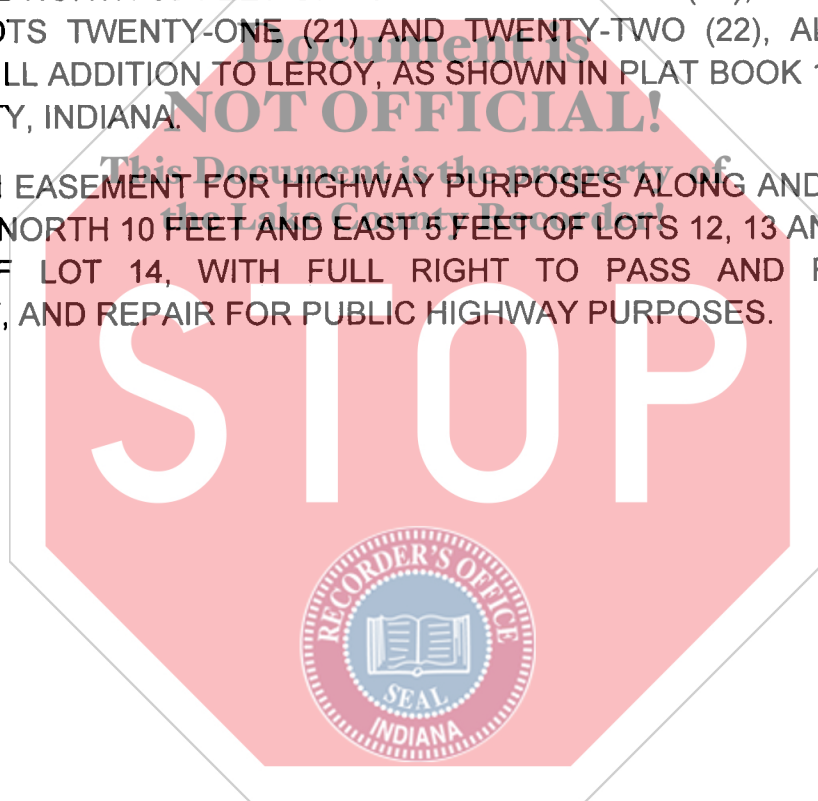 OTS TWENTY-ONE (21) AND TWENTY-TWO (22), AL
Document is
LL ADDITION TO LEROY, AS SHOWN IN PLAT BOOK 1
Y, INDIANA.
NOT OFFICIAL!
This Document is the property of
EASEMENT FOR HIGHWAY PURPOSES ALONG AND
the Lake County Recorder!
NORTH 10 FEET AND EAST 5 FEET OF LOTS 12, 13 AN
F LOT 14, WITH FULL RIGHT TO PASS AND
, AND REPAIR FOR PUBLIC HIGHWAY PURPOSES.
STOP
RECORDER'S OFFICE
SEAL
INDIANA